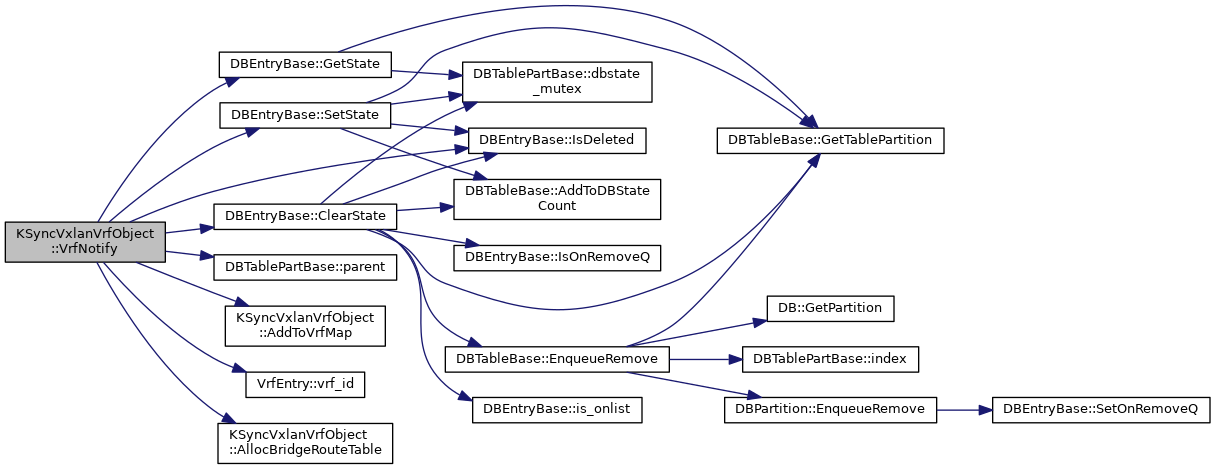 KSyncVxlanVrfObject
::VrfNotify
DBEntryBase::GetState
DBEntryBase::SetState
DBEntryBase::ClearState
DBTablePartBase::parent
KSyncVxlanVrfObject
::AddToVrfMap
VrfEntry::vrf_id
KSyncVxlanVrfObject
::AllocBridgeRouteTable
DBTablePartBase::dbstate
_mutex
DBEntryBase::IsDeleted
DBTableBase::AddToDBState
Count
DBEntryBase::IsOnRemoveQ
DBTableBase::EnqueueRemove
DBEntryBase::is_onlist
DBTableBase::GetTablePartition
DB::GetPartition
DBTablePartBase::index
DBPartition::EnqueueRemove
DBEntryBase::SetOnRemoveQ